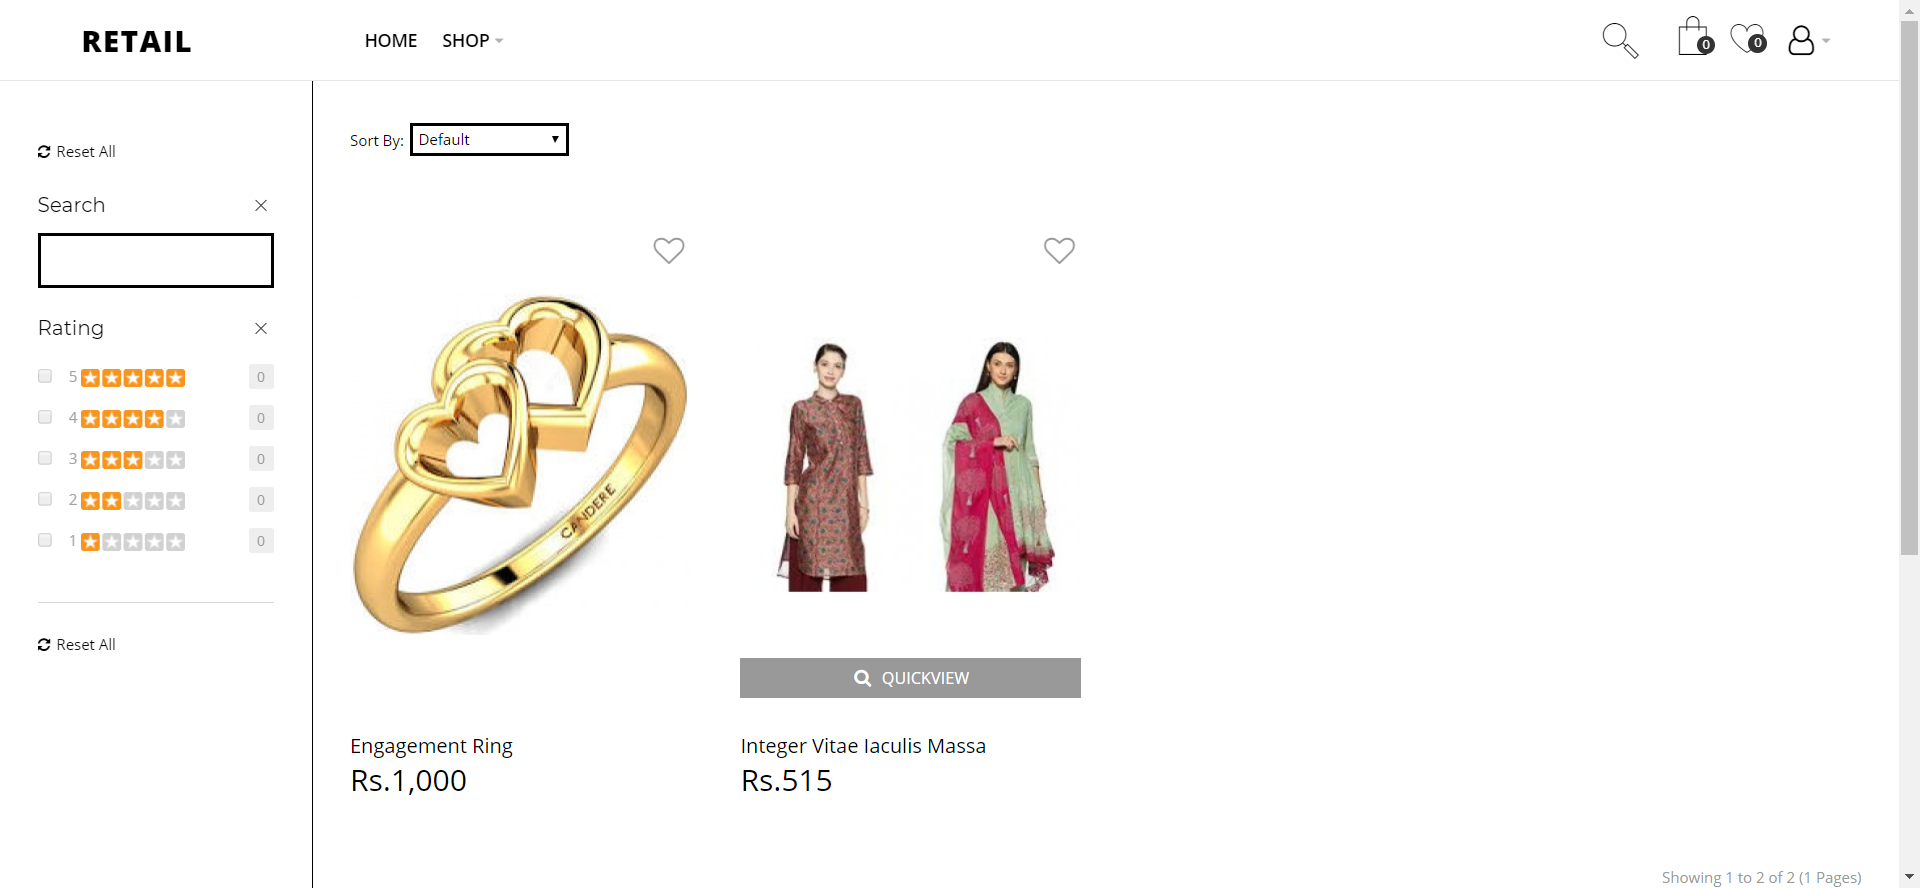 RETAIL
HOME
SHOP
0
0
Reset All
Search
Rating
5
0
4
0
3
0
2
0
1
0
Reset All
Sort By:
Default
CANDERE
QUICKVIEW
Engagement Ring
Rs.1,000
Integer Vitae Iaculis Massa
Rs.515
Showing 1 to 2 of 2 (1 Pages)